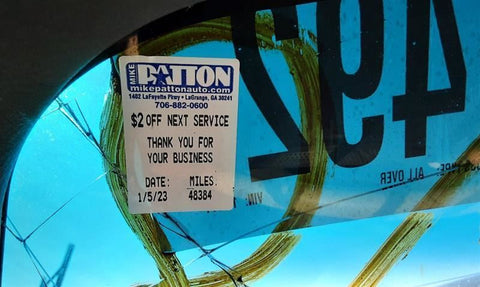 MIKE
PATTON
mikepattonauto.com
1402 LaFayette Pkwy • LaGrange, GA 30241
706-882-0600
$2 OFF NEXT SERVICE
THANK YOU FOR
YOUR BUSINESS
DATE: MILES
1/5/23 48384
492
ALL OVER
VIN: